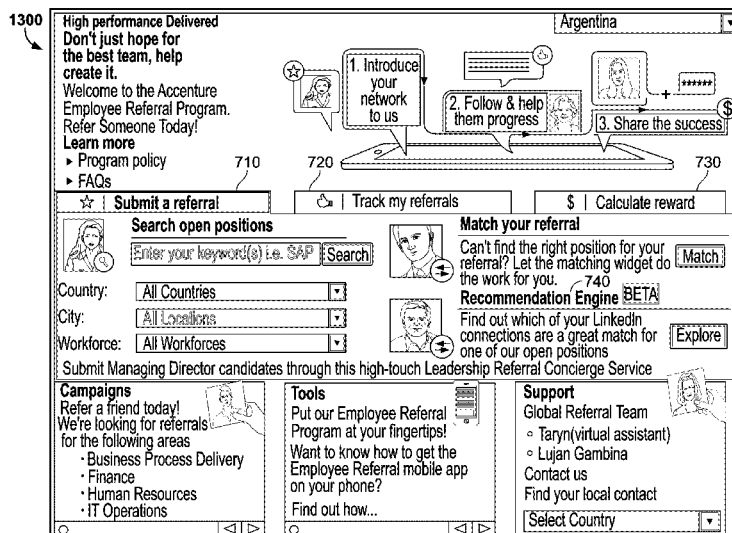 1300
High performance Delivered
Don't just hope for
the best team, help
create it.
Welcome to the Accenture
Employee Referral Program.
Refer Someone Today!
Learn more
▸ Program policy
▸ FAQs
Argentina
1. Introduce
your
network
to us
2. Follow & help
them progress
+
******
$
3. Share the success
710
720
730
Submit a referral
Track my referrals
$ | Calculate reward
Search open positions
Enter your keyword(s) i.e. SAP
Search
Country:
All Countries
City:
All Locations
Workforce:
All Workforces
Match your referral
Can't find the right position for your
referral? Let the matching widget do
the work for you.
Match
740
Recommendation Engine BETA
Find out which of your LinkedIn
connections are a great match for
one of our open positions
Explore
Submit Managing Director candidates through this high-touch Leadership Referral Concierge Service
Campaigns
Refer a friend today!
We're looking for referrals
for the following areas
· Business Process Delivery
· Finance
· Human Resources
· IT Operations
Tools
Put our Employee Referral
Program at your fingertips!
Want to know how to get the
Employee Referral mobile app
on your phone?
Find out how...
Support
Global Referral Team
◦ Taryn(virtual assistant)
◦ Lujan Gambina
Contact us
Find your local contact
Select Country